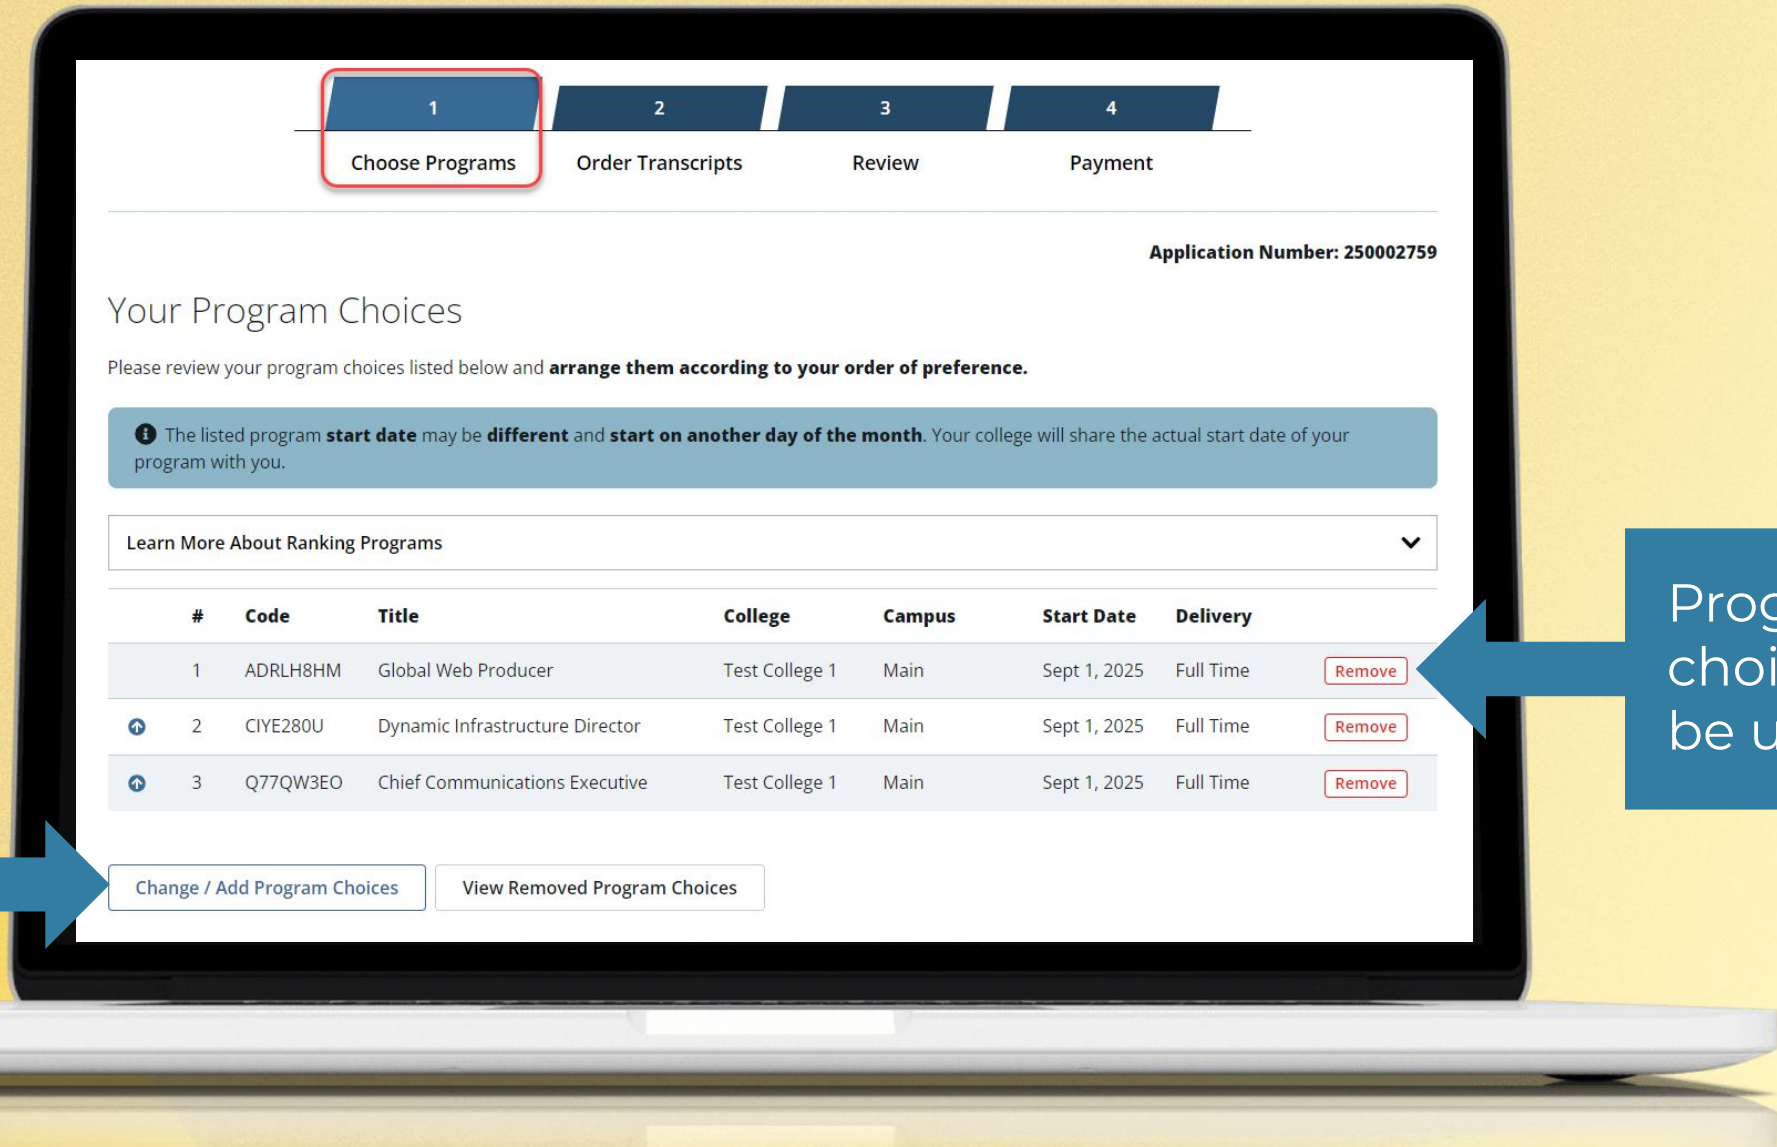 1 2 3 4
Choose Programs Order Transcripts Review Payment
Application Number: 250002759
Your Program Choices
Please review your program choices listed below and arrange them according to your order of preference.
The listed program start date may be different and start on another day of the month. Your college will share the actual start date of your
program with you.
Learn More About Ranking Programs
# Code Title College Campus Start Date Delivery
1 ADRLH8HM Global Web Producer Test College 1 Main Sept 1, 2025 Full Time Remove
2 CIYE280U Dynamic Infrastructure Director Test College 1 Main Sept 1, 2025 Full Time Remove
3 Q77QW3EO Chief Communications Executive Test College 1 Main Sept 1, 2025 Full Time Remove
Change / Add Program Choices View Removed Program Choices
be